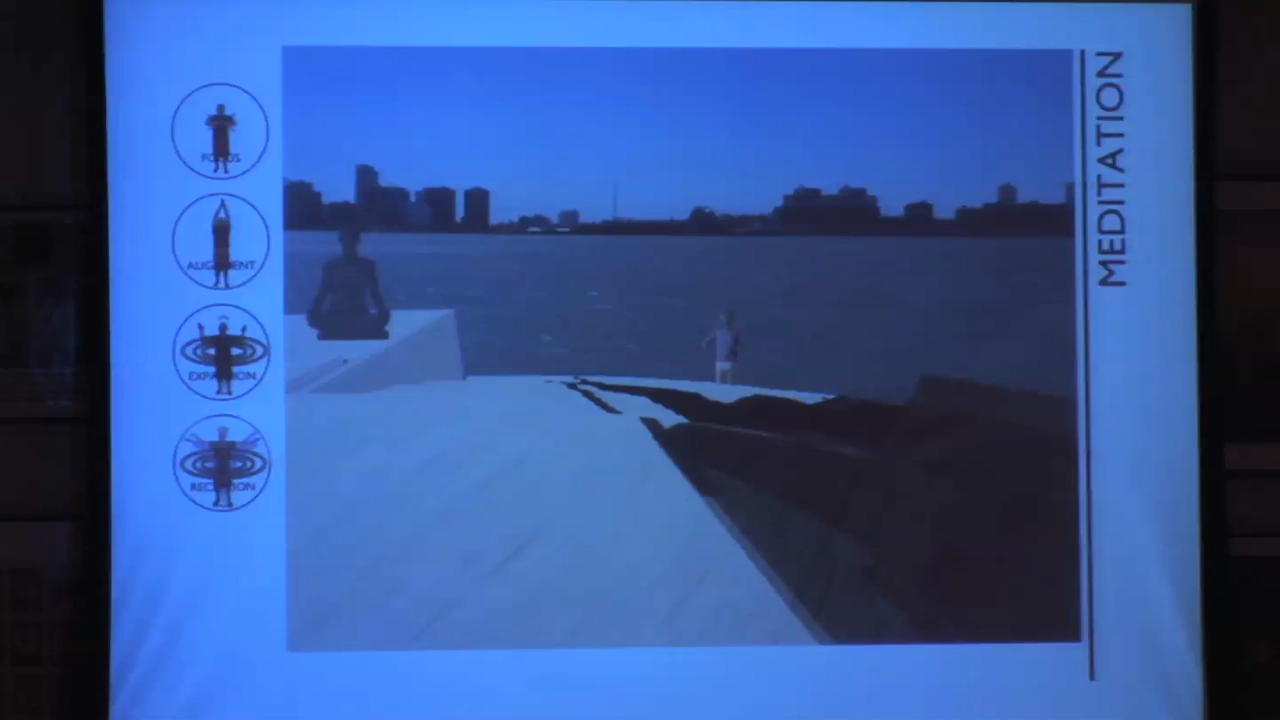 FOCUS
ALIGNMENT
EXPANSION
RECEPTION
MEDITATION